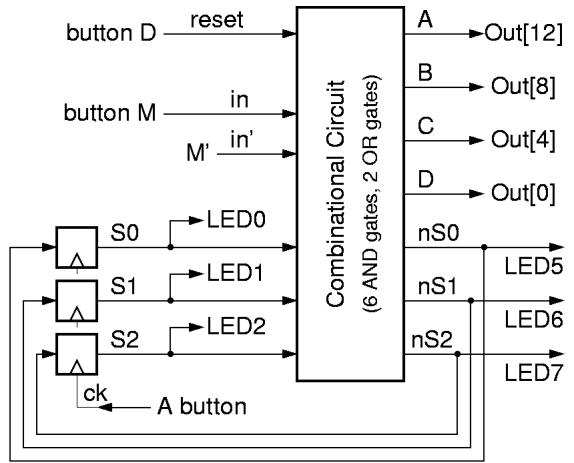 button D
reset
A
Out[12]
B
Out[8]
button M
in
M'
in'
C
Out[4]
D
Out[0]
Combinational Circuit
(6 AND gates, 2 OR gates)
S0
LED0
nS0
LED5
S1
LED1
nS1
LED6
S2
LED2
nS2
LED7
ck
A button